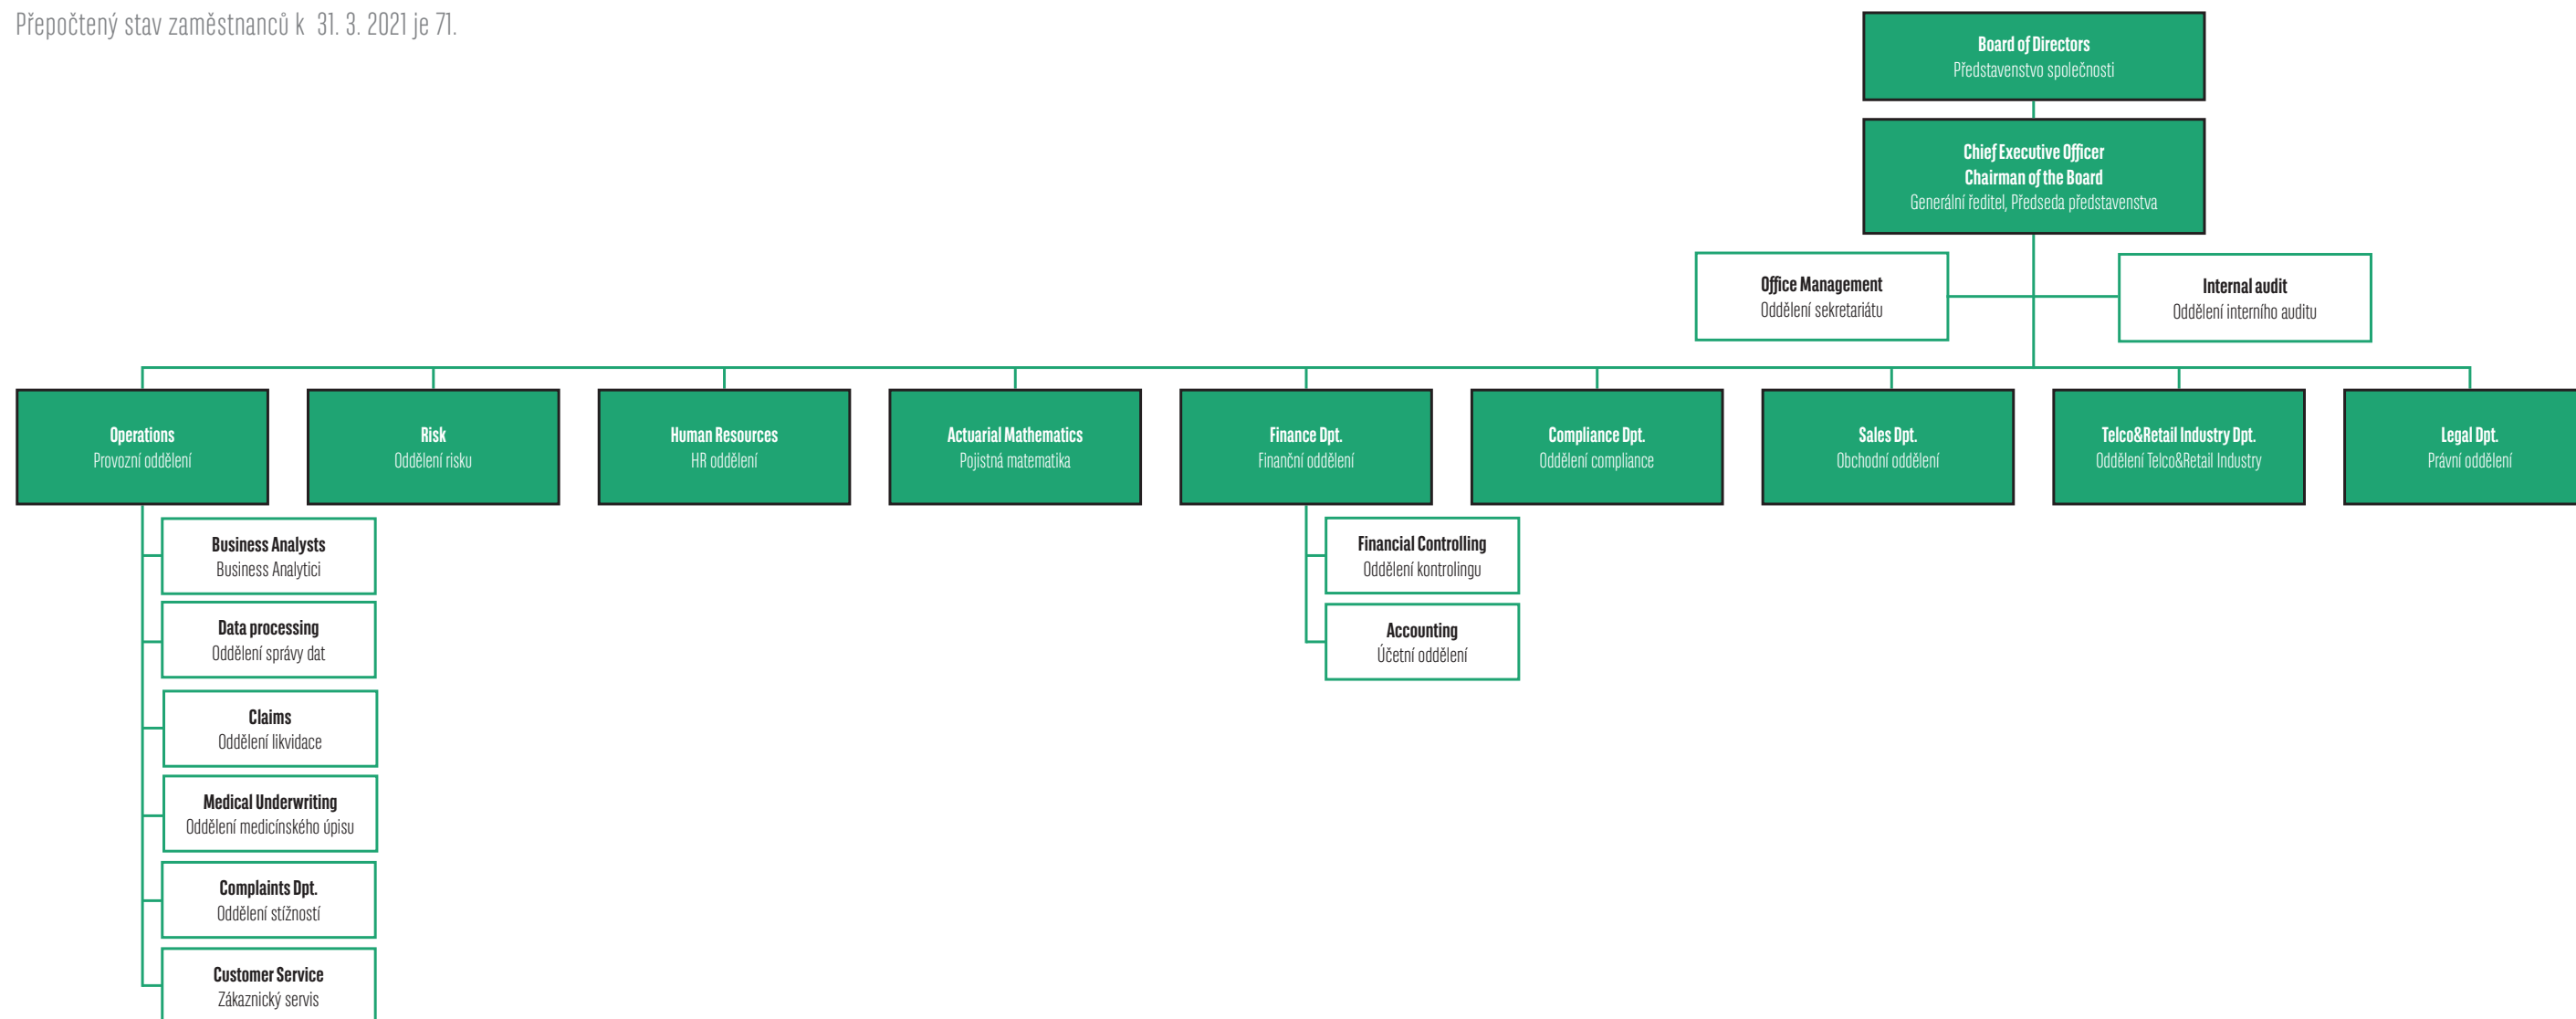 Přepočtený stav zaměstnanců k 31. 3. 2021 je 71.
Board of Directors
Představenstvo společnosti
Chief Executive Officer
Chairman of the Board
Generální ředitel, Předseda představenstva
Office Management
Oddělení sekretariátu
Internal audit
Oddělení interního auditu
Operations
Provozní oddělení
Risk
Oddělení risku
Human Resources
HR oddělení
Actuarial Mathematics
Pojistná matematika
Finance Dpt.
Finanční oddělení
Compliance Dpt.
Oddělení compliance
Sales Dpt.
Obchodní oddělení
Telco&Retail Industry Dpt.
Oddělení Telco&Retail Industry
Legal Dpt.
Právní oddělení
Business Analysts
Business Analytici
Data processing
Oddělení správy dat
Claims
Oddělení likvidace
Medical Underwriting
Oddělení medicínského úpisu
Complaints Dpt.
Oddělení stížností
Customer Service
Zákaznický servis
Financial Controlling
Oddělení kontrolingu
Accounting
Účetní oddělení